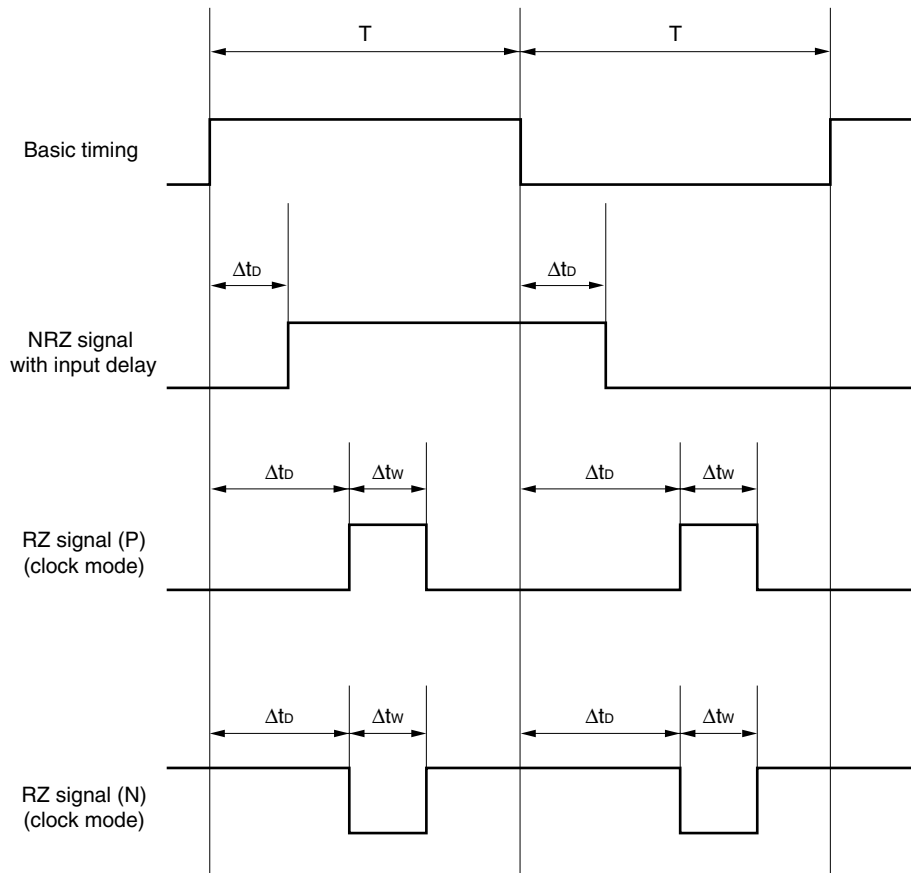 T T
Basic timing
ΔtD ΔtD
NRZ signal
with input delay
ΔtD ΔtW ΔtD ΔtW
RZ signal (P)
(clock mode)
ΔtD ΔtW ΔtD ΔtW
RZ signal (N)
(clock mode)